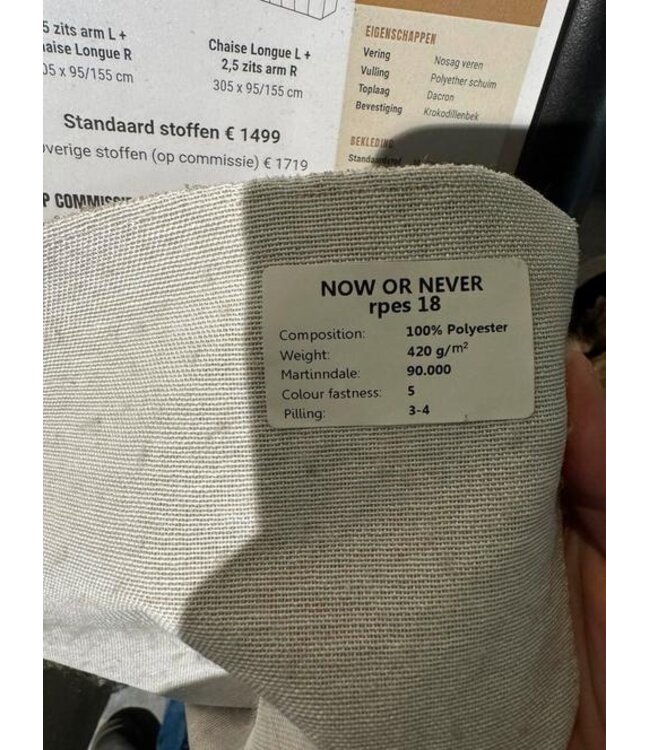 5 zits arm L +
haise Longue R
05 x 95/155 cm
Chaise Longue L +
2,5 zits arm R
305 x 95/155 cm
Standaard stoffen € 1499
overige stoffen (op commissie) € 1719
P COMMISSIE
EIGENSCHAPPEN
Vering Nosag veren
Vulling Polyether schuim
Toplaag Dacron
Bevestiging Krokodillenbek
BEKLEDING
NOW OR NEVER
rpes 18
Composition: 100% Polyester
Weight: 420 g/m²
Martinndale: 90.000
Colour fastness: 5
Pilling: 3-4